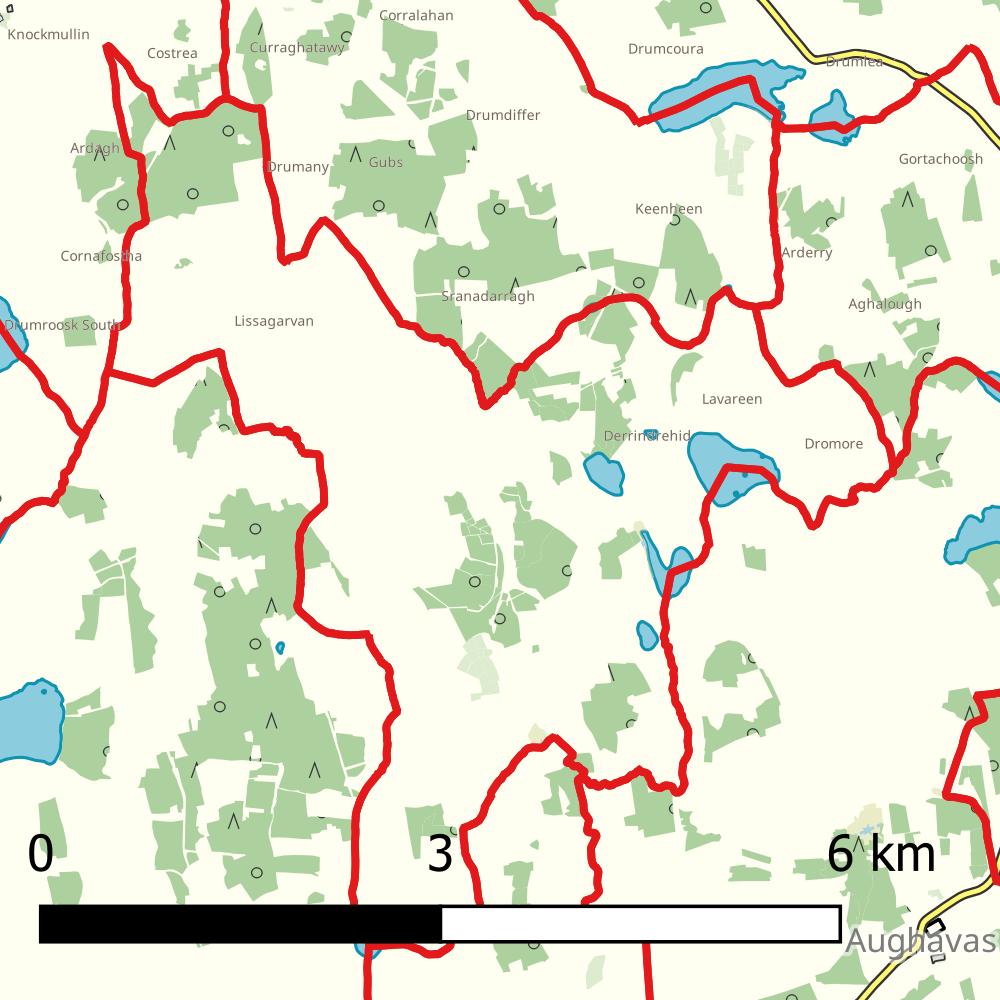 Corralahan
Knockmullin
Curraghatawy
Costrea
Drumcoura
Drumlea
Drumdiffer
Ardagh
Gubs
Drumany
Gortachoosh
Keenheen
Cornafostha
Arderry
Sranadarragh
Aghalough
Drumroosk South
Lissagarvan
Lavareen
Derrindrehid
Dromore
0 3 6 km
Aughavas